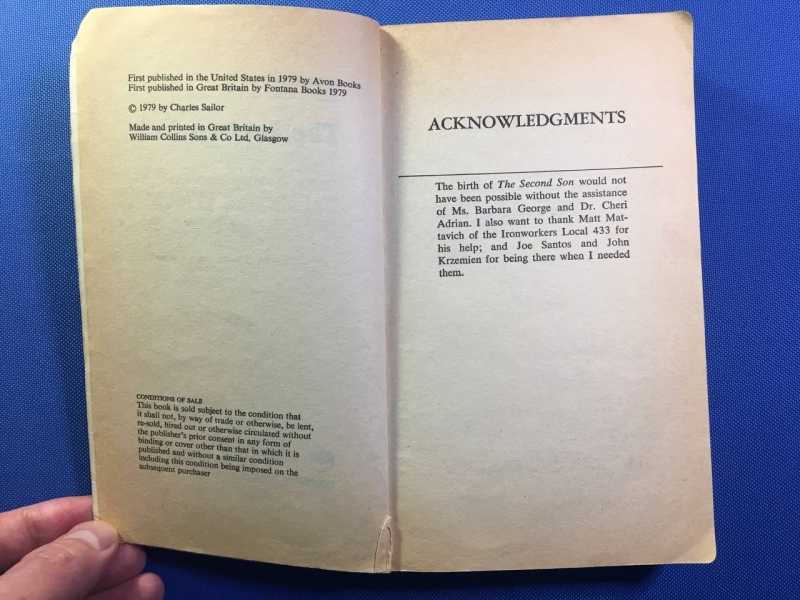 First published in the United States in 1979 by Avon Books
First published in Great Britain by Fontana Books 1979
© 1979 by Charles Sailor
Made and printed in Great Britain by
William Collins Sons & Co Ltd, Glasgow
CONDITIONS OF SALE
This book is sold subject to the condition that
it shall not, by way of trade or otherwise, be lent,
re-sold, hired out or otherwise circulated without
the publisher's prior consent in any form of
binding or cover other than that in which it is
published and without a similar condition
including this condition being imposed on the
subsequent purchaser
ACKNOWLEDGMENTS
The birth of The Second Son would not
have been possible without the assistance
of Ms. Barbara George and Dr. Cheri
Adrian. I also want to thank Matt Mat-
tavich of the Ironworkers Local 433 for
his help; and Joe Santos and John
Krzemien for being there when I needed
them.